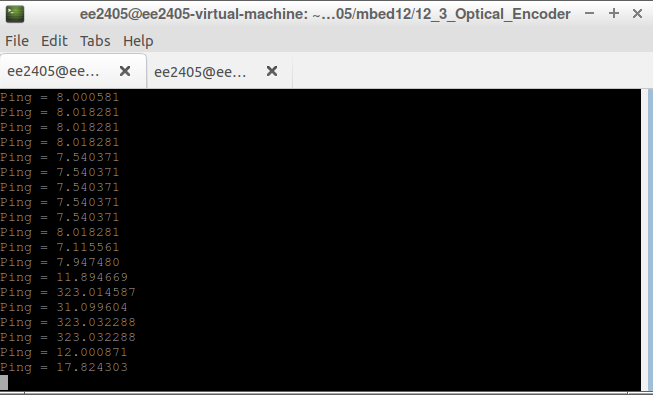 ee2405@ee2405-virtual-machine: ~...05/mbed12/12_3_Optical_Encoder
File Edit Tabs Help
ee2405@ee... ee2405@ee...
Ping = 8.000581
Ping = 8.018281
Ping = 8.018281
Ping = 8.018281
Ping = 7.540371
Ping = 7.540371
Ping = 7.540371
Ping = 7.540371
Ping = 7.540371
Ping = 8.018281
Ping = 7.115561
Ping = 7.947480
Ping = 11.894669
Ping = 323.014587
Ping = 31.099604
Ping = 323.032288
Ping = 323.032288
Ping = 12.000871
Ping = 17.824303